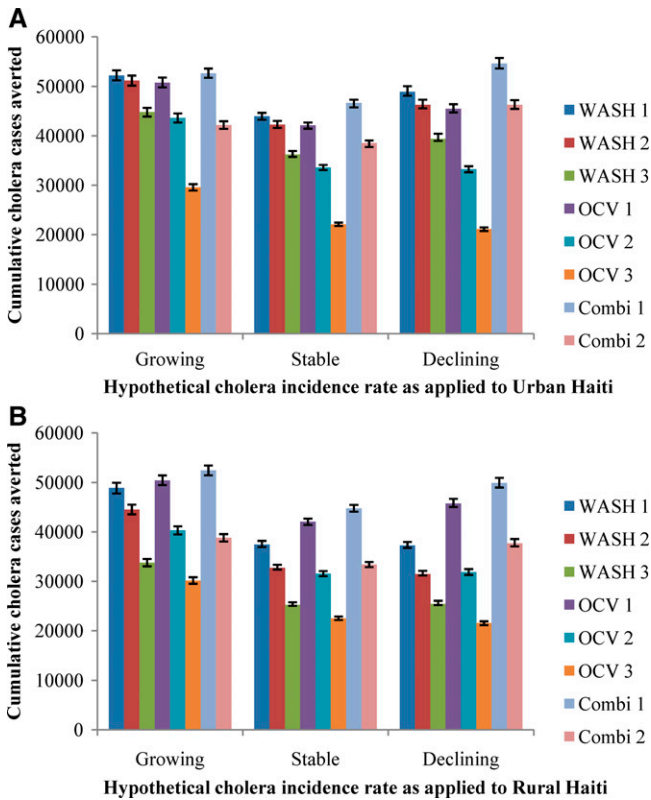 A
Cumulative cholera cases averted
60000
50000
40000
30000
20000
10000
0
Growing Stable Declining
Hypothetical cholera incidence rate as applied to Urban Haiti
WASH 1
WASH 2
WASH 3
OCV 1
OCV 2
OCV 3
Combi 1
Combi 2
B
Cumulative cholera cases averted
60000
50000
40000
30000
20000
10000
0
Growing Stable Declining
Hypothetical cholera incidence rate as applied to Rural Haiti
WASH 1
WASH 2
WASH 3
OCV 1
OCV 2
OCV 3
Combi 1
Combi 2